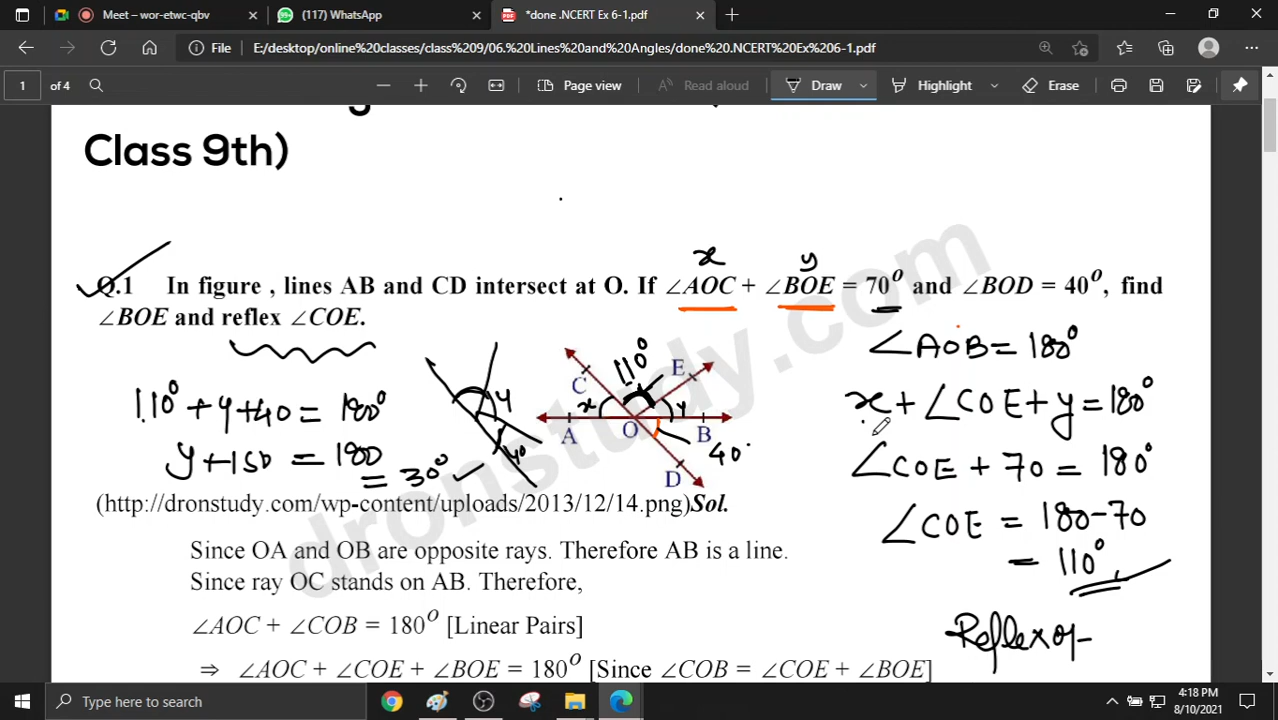 Meet – wor-etwc-qbv
(117) WhatsApp
*done .NCERT Ex 6-1.pdf
File E:/desktop/online%20classes/class%209/06.%20Lines%20and%20Angles/done%20.NCERT%20Ex%206-1.pdf
1 of 4 Page view Read aloud Draw Highlight Erase
Class 9th)
x y
Q.1 In figure , lines AB and CD intersect at O. If ∠AOC + ∠BOE = 70° and ∠BOD = 40°, find
∠BOE and reflex ∠COE.
∠AOB = 180°
110° + y + 40 = 180°
y + 150 = 180
= 30°
y
40
C 110° E
x y
A O B
40
D
x + ∠COE + y = 180°
∠COE + 70 = 180°
∠COE = 180-70
= 110°
Reflex of
(http://dronstudy.com/wp-content/uploads/2013/12/14.png)Sol.
Since OA and OB are opposite rays. Therefore AB is a line.
Since ray OC stands on AB. Therefore,
∠AOC + ∠COB = 180° [Linear Pairs]
⇒ ∠AOC + ∠COE + ∠BOE = 180° [Since ∠COB = ∠COE + ∠BOE]
dronstudy.com
Type here to search
4:18 PM
8/10/2021